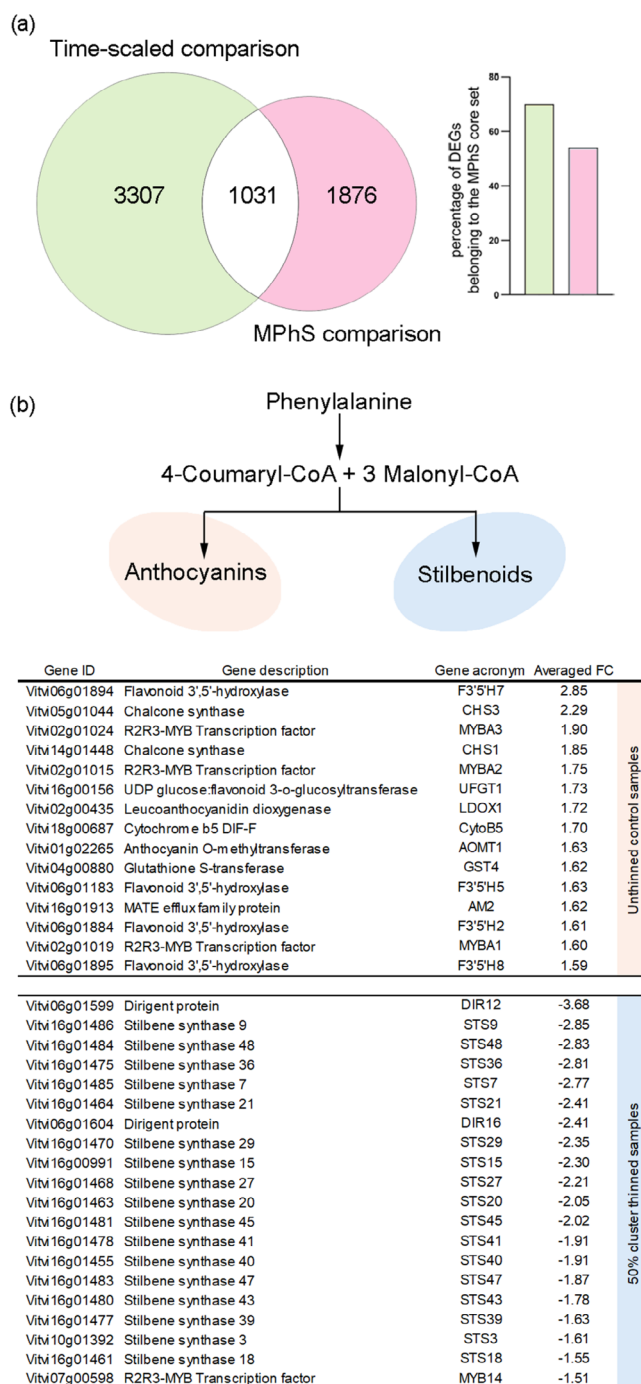 (a)
Time-scaled comparison
3307
1031
1876
MPhS comparison
percentage of DEGs
belonging to the MPhS core set
80
60
40
20
0
(b)
Phenylalanine
4-Coumaryl-CoA + 3 Malonyl-CoA
Anthocyanins
Stilbenoids
Gene ID Gene description Gene acronym Averaged FC
Vitvi06g01894 Flavonoid 3',5'-hydroxylase F3'5'H7 2.85
Vitvi05g01044 Chalcone synthase CHS3 2.29
Vitvi02g01024 R2R3-MYB Transcription factor MYBA3 1.90
Vitvi14g01448 Chalcone synthase CHS1 1.85
Vitvi02g01015 R2R3-MYB Transcription factor MYBA2 1.75
Vitvi16g00156 UDP glucose:flavonoid 3-o-glucosyltransferase UFGT1 1.73
Vitvi02g00435 Leucoanthocyanidin dioxygenase LDOX1 1.72
Vitvi18g00687 Cytochrome b5 DIF-F CytoB5 1.70
Vitvi01g02265 Anthocyanin O-methyltransferase AOMT1 1.63
Vitvi04g00880 Glutathione S-transferase GST4 1.62
Vitvi06g01183 Flavonoid 3',5'-hydroxylase F3'5'H5 1.63
Vitvi16g01913 MATE efflux family protein AM2 1.62
Vitvi06g01884 Flavonoid 3',5'-hydroxylase F3'5'H2 1.61
Vitvi02g01019 R2R3-MYB Transcription factor MYBA1 1.60
Vitvi06g01895 Flavonoid 3',5'-hydroxylase F3'5'H8 1.59
Unthinned control samples
Vitvi06g01599 Dirigent protein DIR12 -3.68
Vitvi16g01486 Stilbene synthase 9 STS9 -2.85
Vitvi16g01484 Stilbene synthase 48 STS48 -2.83
Vitvi16g01475 Stilbene synthase 36 STS36 -2.81
Vitvi16g01485 Stilbene synthase 7 STS7 -2.77
Vitvi16g01464 Stilbene synthase 21 STS21 -2.41
Vitvi06g01604 Dirigent protein DIR16 -2.41
Vitvi16g01470 Stilbene synthase 29 STS29 -2.35
Vitvi16g00991 Stilbene synthase 15 STS15 -2.30
Vitvi16g01468 Stilbene synthase 27 STS27 -2.21
Vitvi16g01463 Stilbene synthase 20 STS20 -2.05
Vitvi16g01481 Stilbene synthase 45 STS45 -2.02
Vitvi16g01478 Stilbene synthase 41 STS41 -1.91
Vitvi16g01455 Stilbene synthase 40 STS40 -1.91
Vitvi16g01483 Stilbene synthase 47 STS47 -1.87
Vitvi16g01480 Stilbene synthase 43 STS43 -1.78
Vitvi16g01477 Stilbene synthase 39 STS39 -1.63
Vitvi10g01392 Stilbene synthase 3 STS3 -1.61
Vitvi16g01461 Stilbene synthase 18 STS18 -1.55
Vitvi07g00598 R2R3-MYB Transcription factor MYB14 -1.51
50% cluster thinned samples